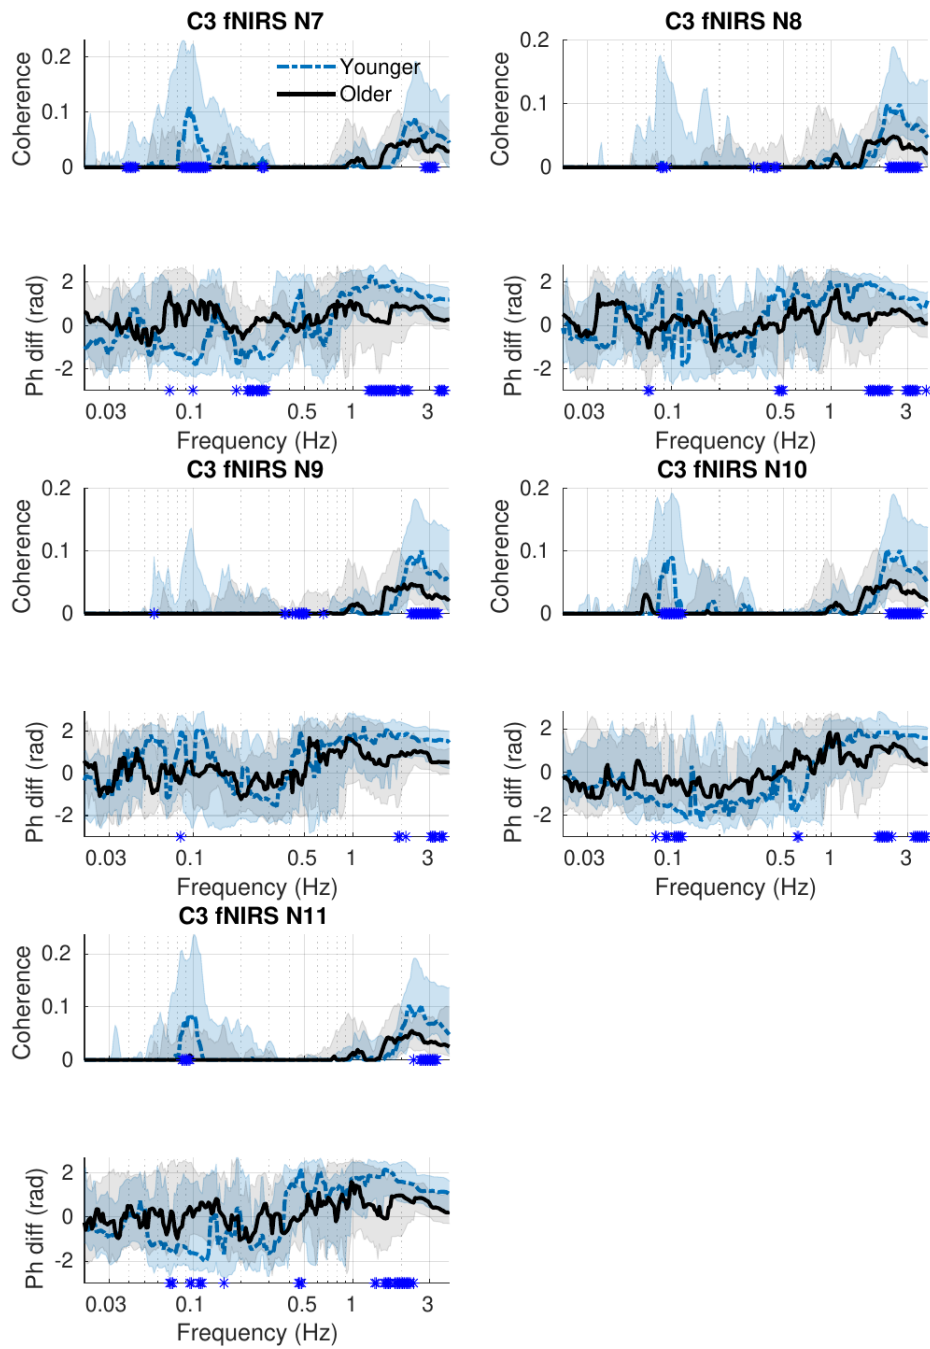 C3 fNIRS N7
Coherence
0.2
0.1
0
Younger
Older
Ph diff (rad)
2
0
-2
0.03 0.1 0.5 1 3
Frequency (Hz)
C3 fNIRS N8
Coherence
0.2
0.1
0
Ph diff (rad)
2
0
-2
0.03 0.1 0.5 1 3
Frequency (Hz)
C3 fNIRS N9
Coherence
0.2
0.1
0
Ph diff (rad)
2
0
-2
0.03 0.1 0.5 1 3
Frequency (Hz)
C3 fNIRS N10
Coherence
0.2
0.1
0
Ph diff (rad)
2
0
-2
0.03 0.1 0.5 1 3
Frequency (Hz)
C3 fNIRS N11
Coherence
0.2
0.1
0
Ph diff (rad)
2
0
-2
0.03 0.1 0.5 1 3
Frequency (Hz)